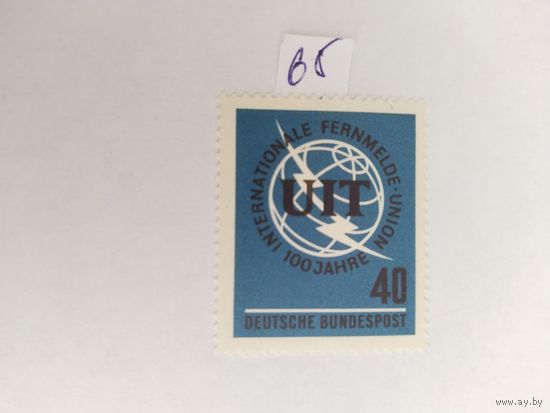 65
INTERNATIONALE FERNMELDE-UNION
UIT
100 JAHRE
40
DEUTSCHE BUNDESPOST
© www.ay.by